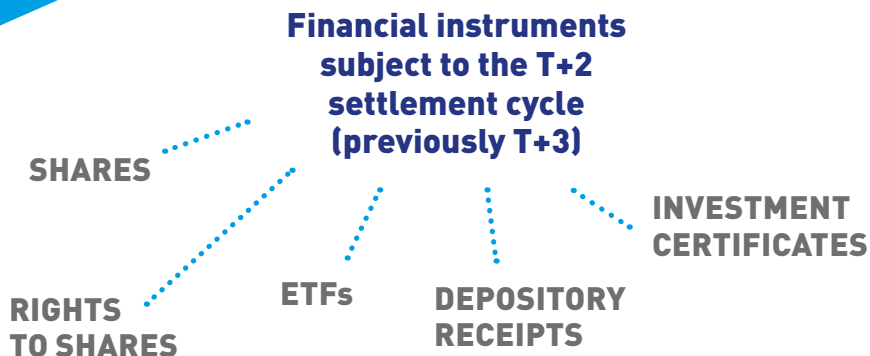 Financial instruments
subject to the T+2
settlement cycle
(previously T+3)
SHARES
RIGHTS
TO SHARES
ETFs
DEPOSITORY
RECEIPTS
INVESTMENT
CERTIFICATES